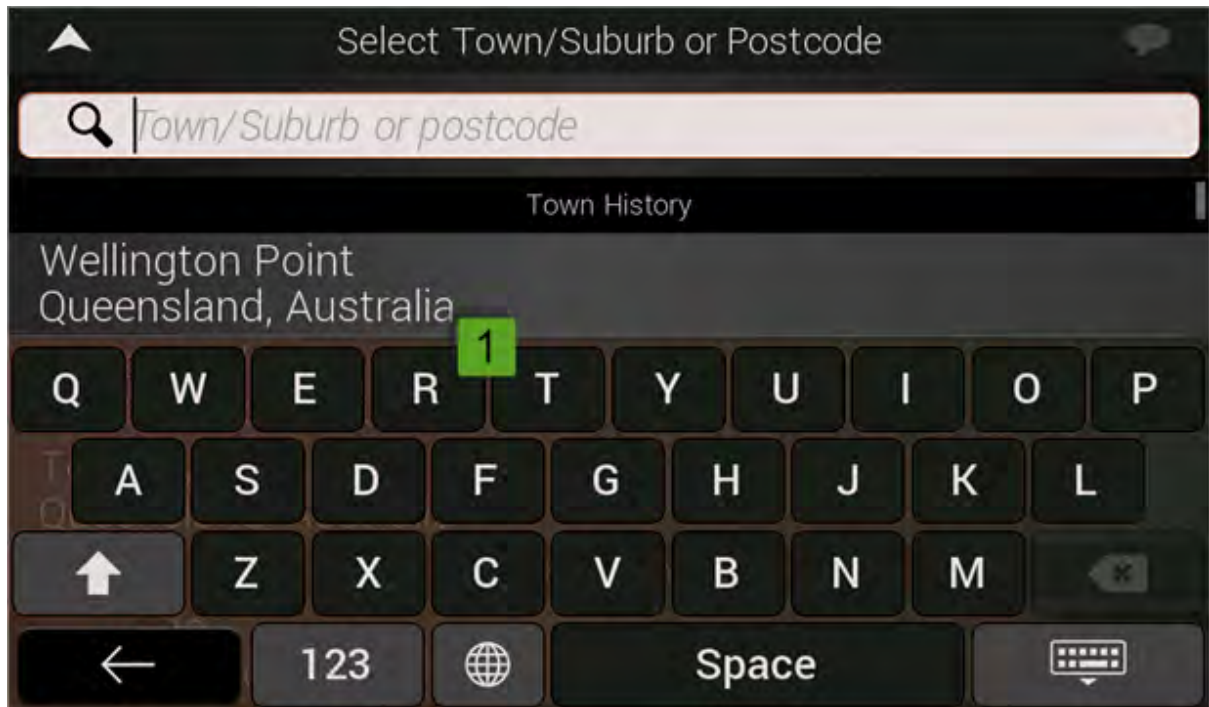 Select Town/Suburb or Postcode
Town/Suburb or postcode
Town History
Wellington Point
Queensland, Australia
1
Q W E R T Y U I O P
A S D F G H J K L
Z X C V B N M
123 Space